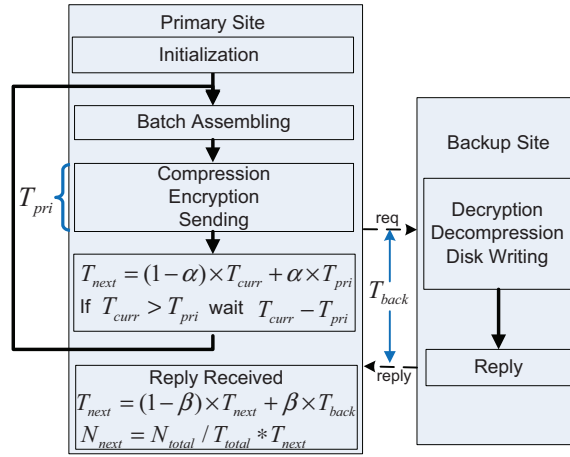 Primary Site
Initialization
Batch Assembling
Compression
Encryption
Sending
T_pri
T_next = (1−α)×T_curr + α×T_pri
If T_curr > T_pri wait T_curr − T_pri
Reply Received
T_next = (1−β)×T_next + β×T_back
N_next = N_total / T_total * T_next
req
T_back
reply
Backup Site
Decryption
Decompression
Disk Writing
Reply